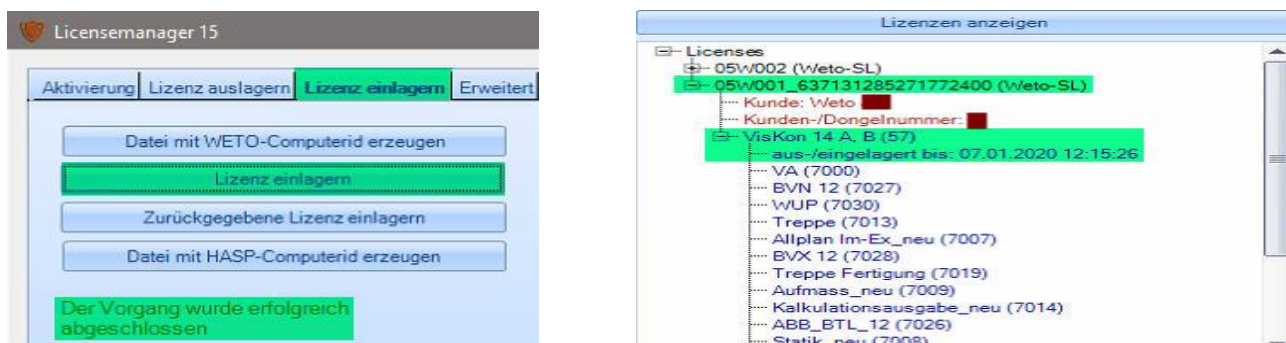 Licensemanager 15
Aktivierung Lizenz auslagern Lizenz einlagern Erweitert
Datei mit WETO-Computerid erzeugen
Lizenz einlagern
Zurückgegebene Lizenz einlagern
Datei mit HASP-Computerid erzeugen
Der Vorgang wurde erfolgreich
abgeschlossen
Lizenzen anzeigen
Licenses
05W002 (Weto-SL)
05W001_637131285271772400 (Weto-SL)
Kunde: Weto
Kunden-/Dongelnummer:
VisKon 14 A, B (57)
aus-/eingelagert bis: 07.01.2020 12:15:26
VA (7000)
BVN 12 (7027)
WUP (7030)
Treppe (7013)
Allplan Im-Ex_neu (7007)
BVX 12 (7028)
Treppe Fertigung (7019)
Aufmass_neu (7009)
Kalkulationsausgabe_neu (7014)
ABB_BTL_12 (7026)
Statik_neu (7008)